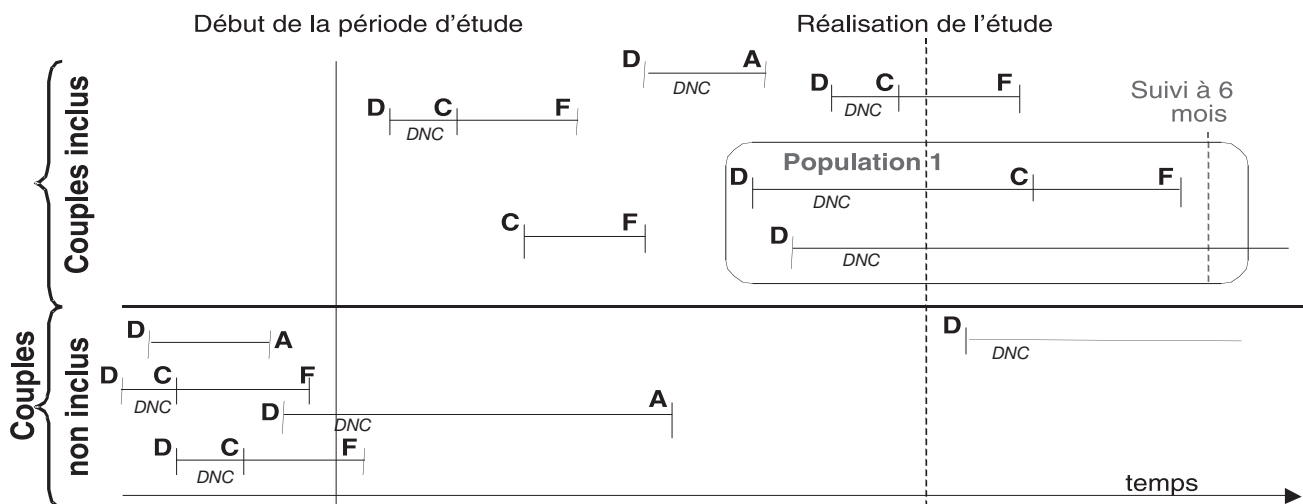 Début de la période d'étude Réalisation de l'étude
D A
DNC
D C F
DNC
D C F
DNC
Suivi à 6
mois
Couples inclus
Population 1
D C F
DNC
C F
D
DNC
Couples
non inclus
D A
D
DNC
D C F
DNC
D A
DNC
D C F
DNC
temps